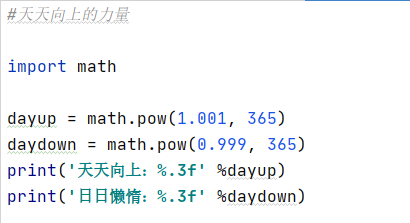 #天天向上的力量
import math
dayup = math.pow(1.001, 365)
daydown = math.pow(0.999, 365)
print('天天向上：%.3f' %dayup)
print('日日懒惰：%.3f' %daydown)